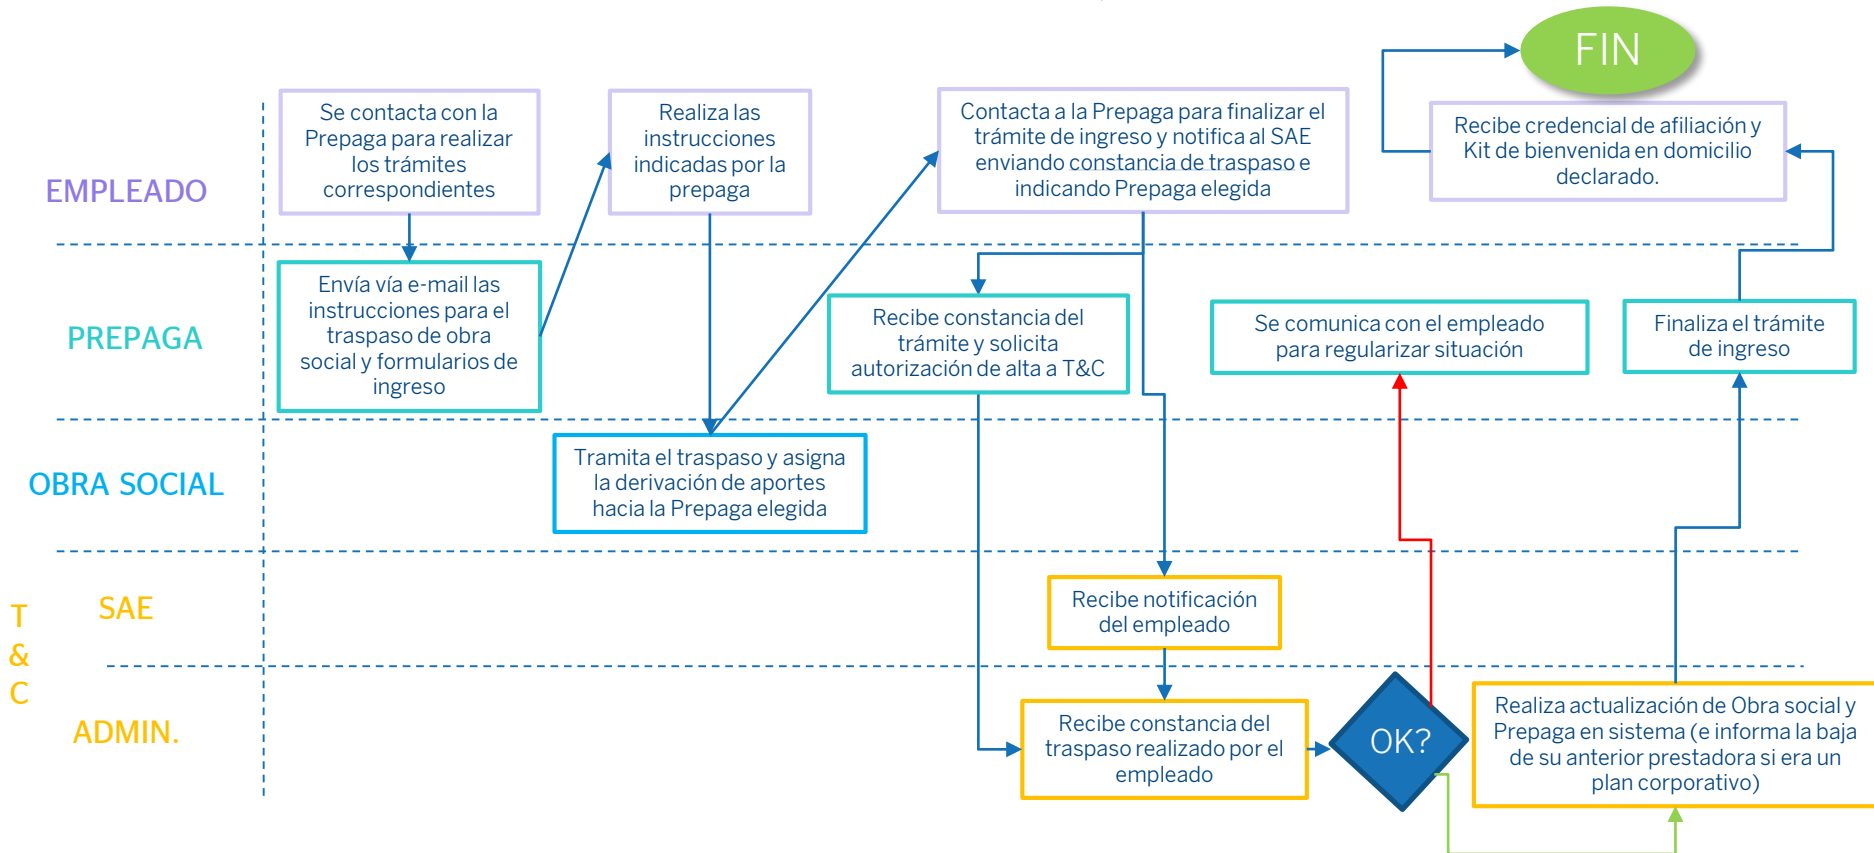 FIN
EMPLEADO
Se contacta con la
Prepaga para realizar
los trámites
correspondientes
Realiza las
instrucciones
indicadas por la
prepaga
Contacta a la Prepaga para finalizar el
trámite de ingreso y notifica al SAE
enviando constancia de traspaso e
indicando Prepaga elegida
Recibe credencial de afiliación y
Kit de bienvenida en domicilio
declarado.
PREPAGA
Envía vía e-mail las
instrucciones para el
traspaso de obra
social y formularios de
ingreso
Recibe constancia del
trámite y solicita
autorización de alta a T&C
Se comunica con el empleado
para regularizar situación
Finaliza el trámite
de ingreso
OBRA SOCIAL
Tramita el traspaso y asigna
la derivación de aportes
hacia la Prepaga elegida
T
&
C
SAE
Recibe notificación
del empleado
ADMIN.
Recibe constancia del
traspaso realizado por el
empleado
OK?
Realiza actualización de Obra social y
Prepaga en sistema (e informa la baja
de su anterior prestadora si era un
plan corporativo)